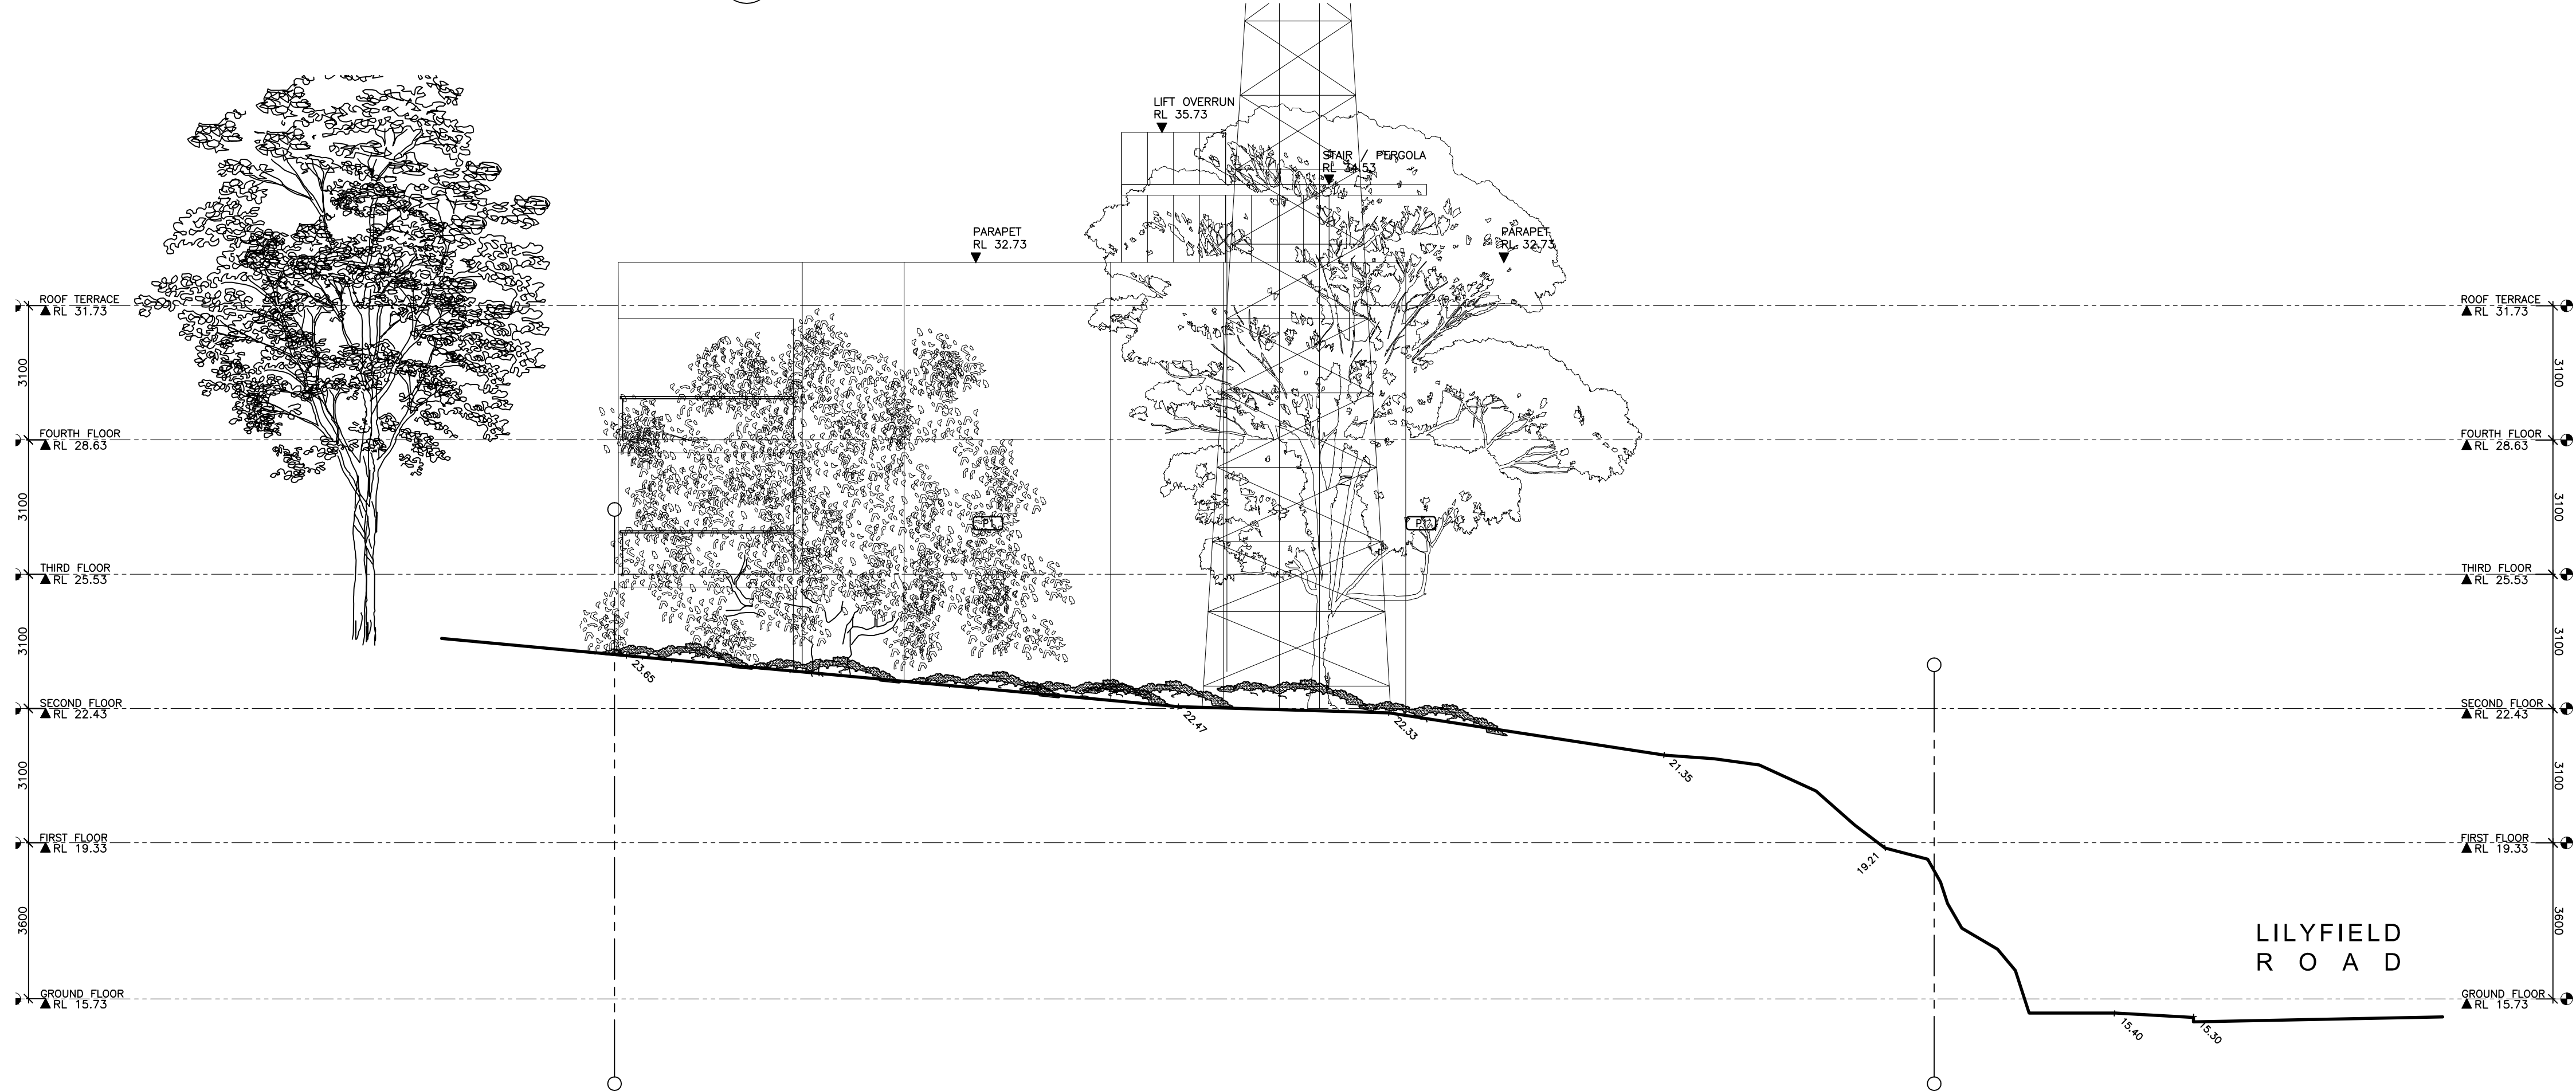 LIFT OVERRUN
RL 35.73
STAIR / PERGOLA
RL 34.53
PARAPET
RL 32.73
PARAPET
RL 32.73
ROOF TERRACE
RL 31.73
ROOF TERRACE
RL 31.73
3100
3100
FOURTH FLOOR
RL 28.63
FOURTH FLOOR
RL 28.63
3100
3100
P1
P1
THIRD FLOOR
RL 25.53
THIRD FLOOR
RL 25.53
3100
3100
23.65
SECOND FLOOR
RL 22.43
SECOND FLOOR
RL 22.43
22.47
22.33
3100
3100
21.35
FIRST FLOOR
RL 19.33
FIRST FLOOR
RL 19.33
19.21
3600
3600
LILYFIELD
ROAD
GROUND FLOOR
RL 15.73
GROUND FLOOR
RL 15.73
15.40
15.30